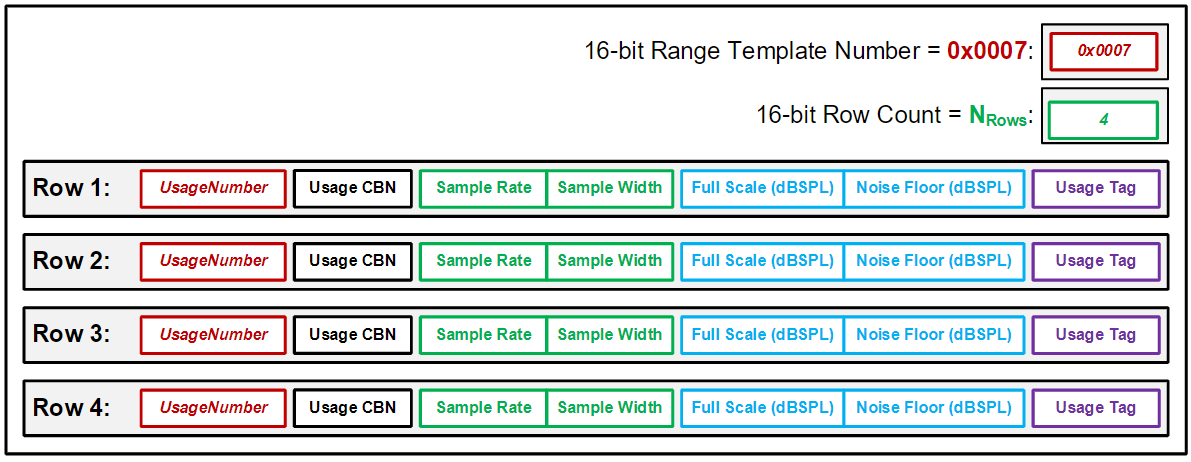 16-bit Range Template Number = 0x0007: 0x0007
16-bit Row Count = NRows: 4
Row 1: UsageNumber Usage CBN Sample Rate Sample Width Full Scale (dBSPL) Noise Floor (dBSPL) Usage Tag
Row 2: UsageNumber Usage CBN Sample Rate Sample Width Full Scale (dBSPL) Noise Floor (dBSPL) Usage Tag
Row 3: UsageNumber Usage CBN Sample Rate Sample Width Full Scale (dBSPL) Noise Floor (dBSPL) Usage Tag
Row 4: UsageNumber Usage CBN Sample Rate Sample Width Full Scale (dBSPL) Noise Floor (dBSPL) Usage Tag